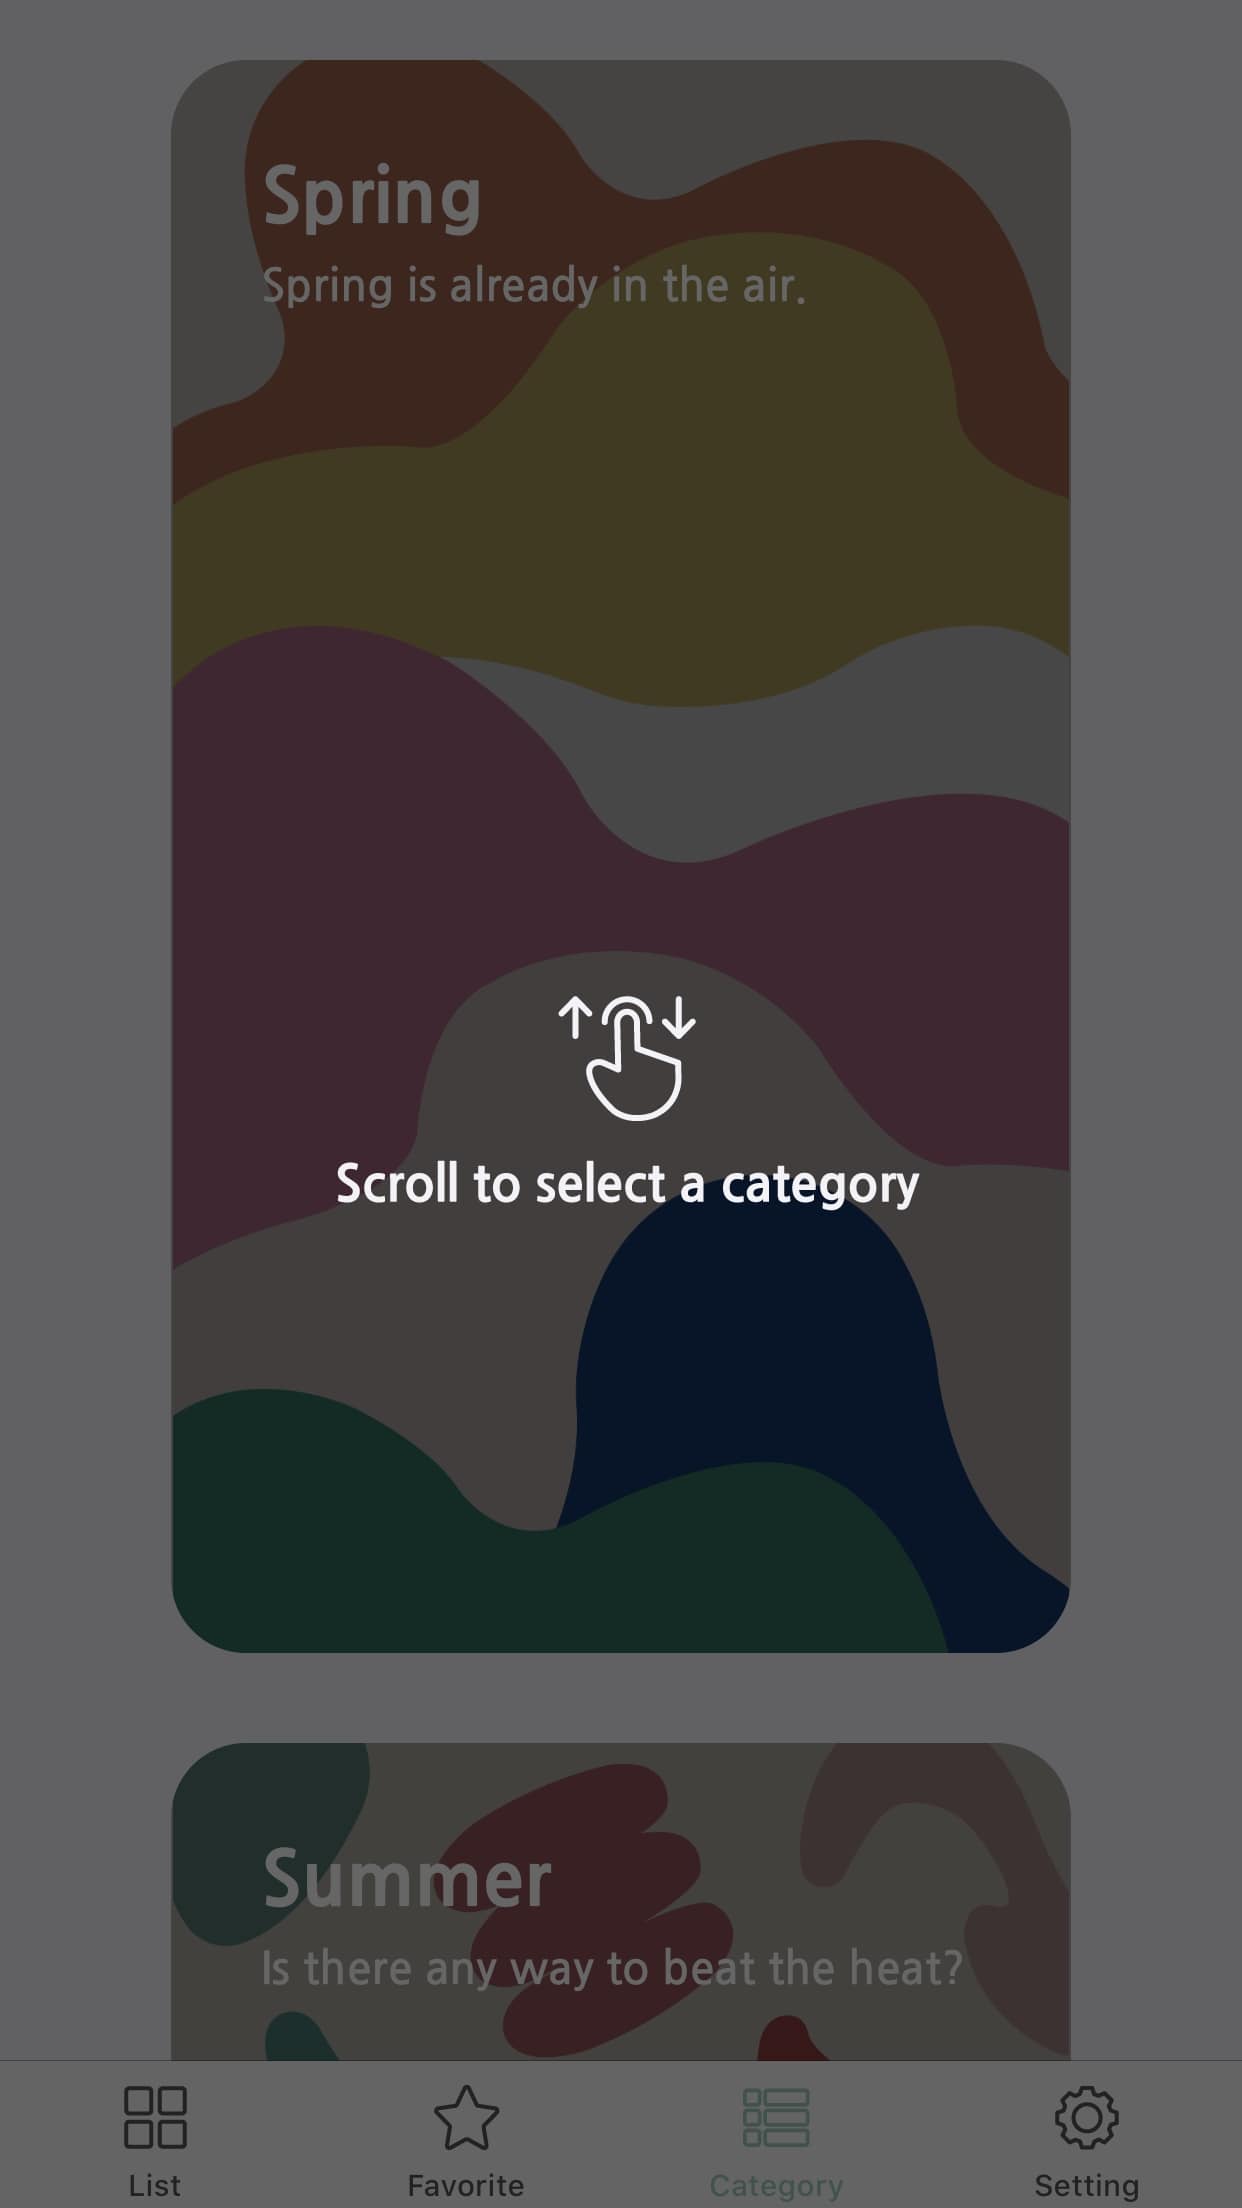 Spring
Spring is already in the air.
Scroll to select a category
Summer
Is there any way to beat the heat?
List
Favorite
Category
Setting